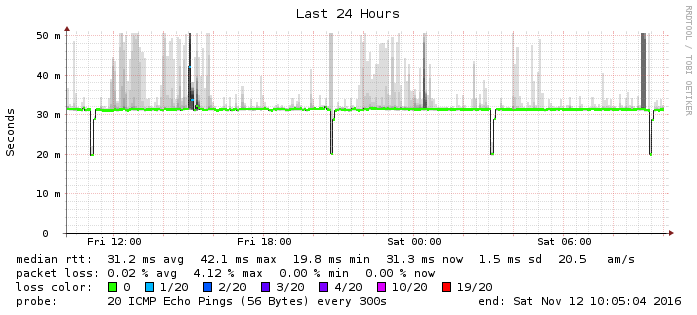 Last 24 Hours
RRDTOOL / TOBI OETIKER
Seconds
50 m
40 m
30 m
20 m
10 m
0
Fri 12:00 Fri 18:00 Sat 00:00 Sat 06:00
median rtt: 31.2 ms avg 42.1 ms max 19.8 ms min 31.3 ms now 1.5 ms sd 20.5 am/s
packet loss: 0.02 % avg 4.12 % max 0.00 % min 0.00 % now
loss color: 0 1/20 2/20 3/20 4/20 10/20 19/20
probe: 20 ICMP Echo Pings (56 Bytes) every 300s end: Sat Nov 12 10:05:04 2016